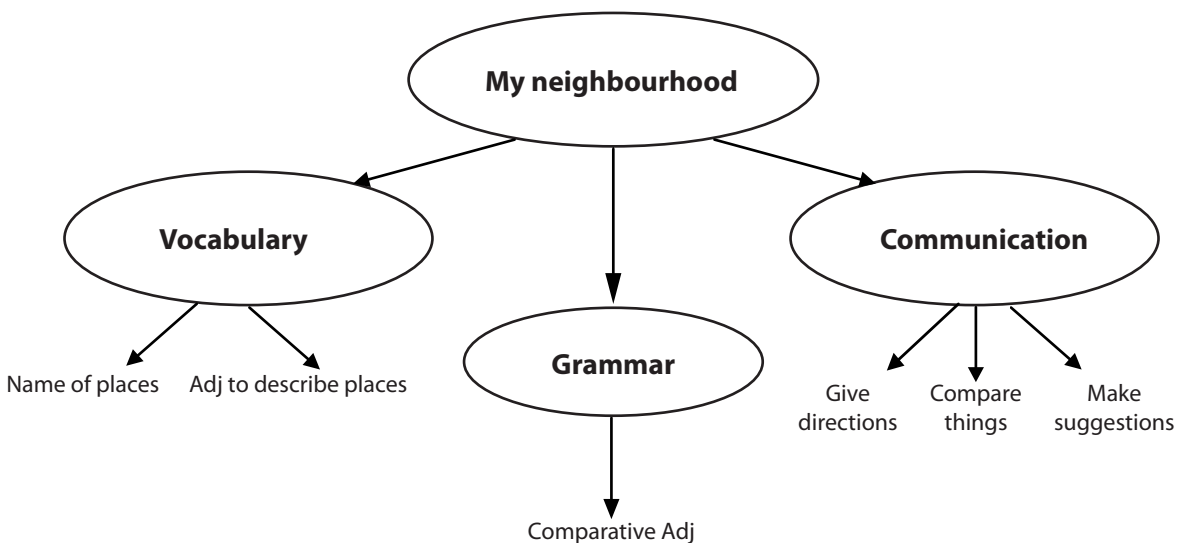 My neighbourhood
Vocabulary
Communication
Grammar
Name of places
Adj to describe places
Give
directions
Compare
things
Make
suggestions
Comparative Adj